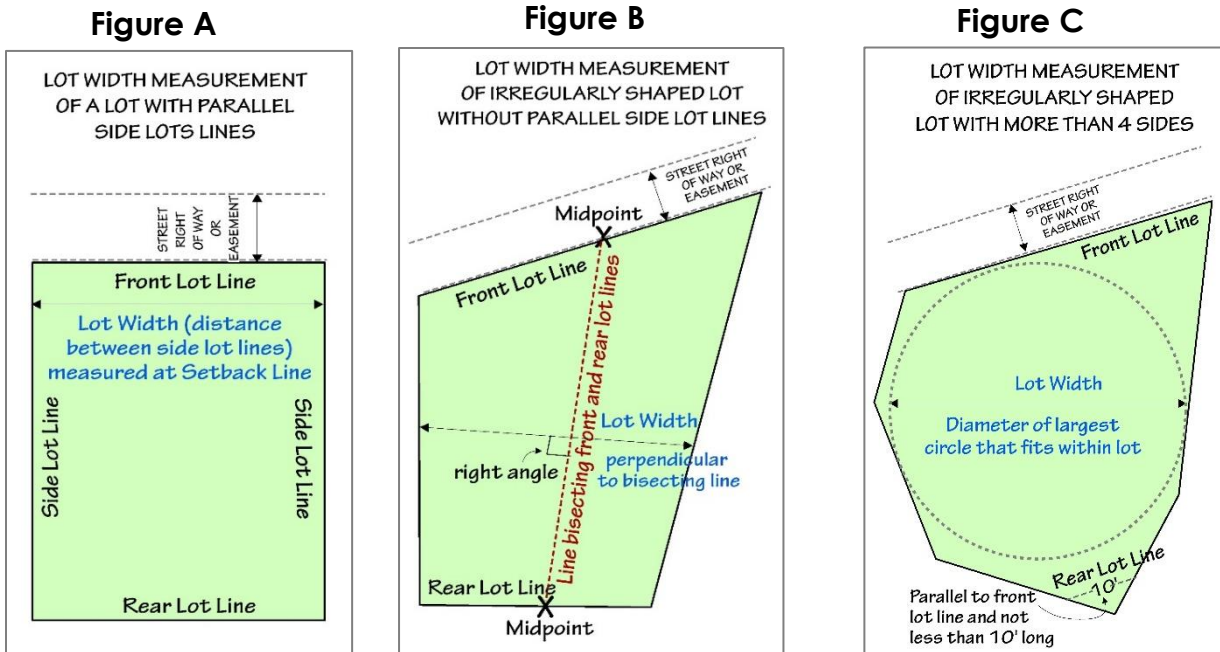 Figure A
LOT WIDTH MEASUREMENT
OF A LOT WITH PARALLEL
SIDE LOTS LINES
STREET
RIGHT
OF WAY OR
EASEMENT
Front Lot Line
Lot Width (distance
between side lot lines)
measured at Setback Line
Side Lot Line
Side Lot Line
Rear Lot Line
Figure B
LOT WIDTH MEASUREMENT
OF IRREGULARLY SHAPED LOT
WITHOUT PARALLEL SIDE LOT LINES
STREET RIGHT
OF WAY OR
EASEMENT
Midpoint
X
Front Lot Line
Line bisecting front and rear lot lines
Lot Width
right angle
perpendicular
to bisecting line
Rear Lot Line
X
Midpoint
Figure C
LOT WIDTH MEASUREMENT
OF IRREGULARLY SHAPED
LOT WITH MORE THAN 4 SIDES
STREET RIGHT
OF WAY OR
EASEMENT
Front Lot Line
Lot Width
Diameter of largest
circle that fits within lot
Rear Lot Line
10'
Parallel to front
lot line and not
less than 10' long